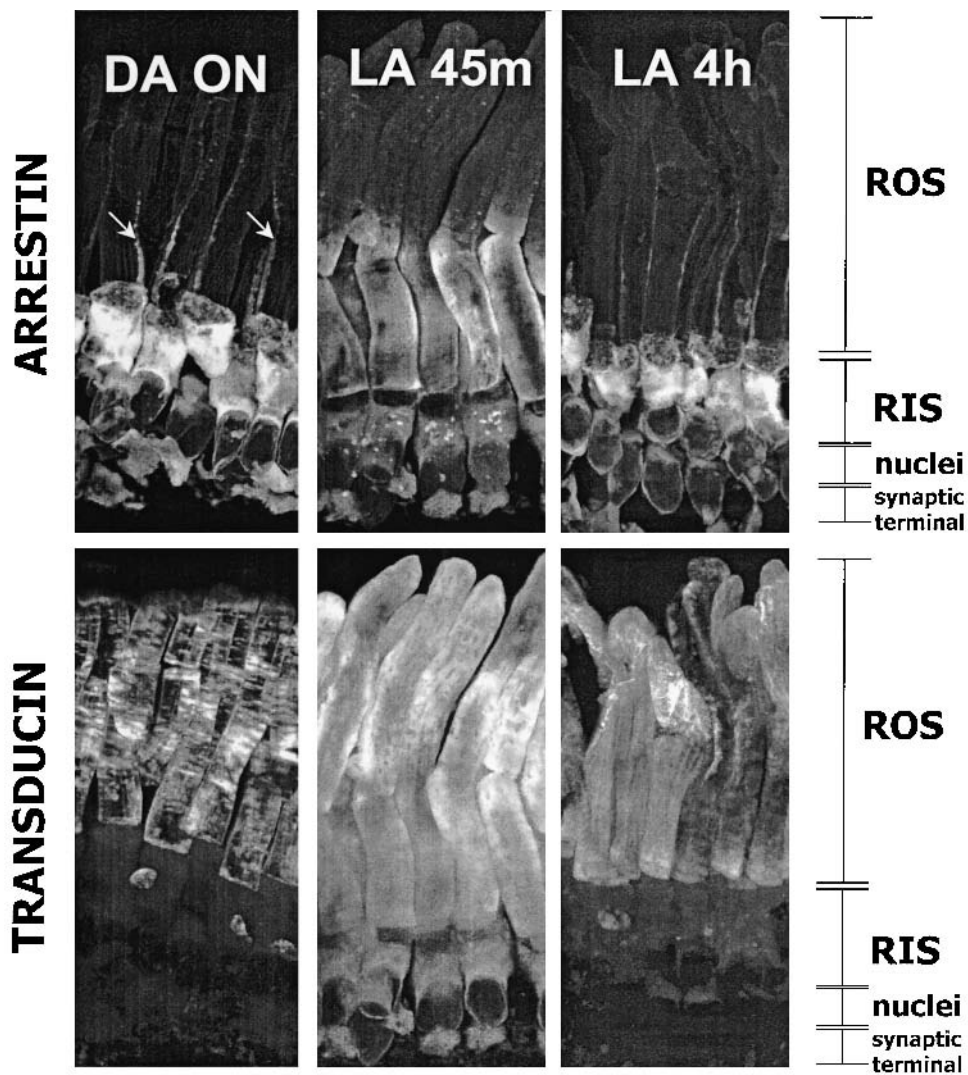 DA ON
LA 45m
LA 4h
ARRESTIN
ROS
RIS
nuclei
synaptic
terminal
TRANSDUCIN
ROS
RIS
nuclei
synaptic
terminal